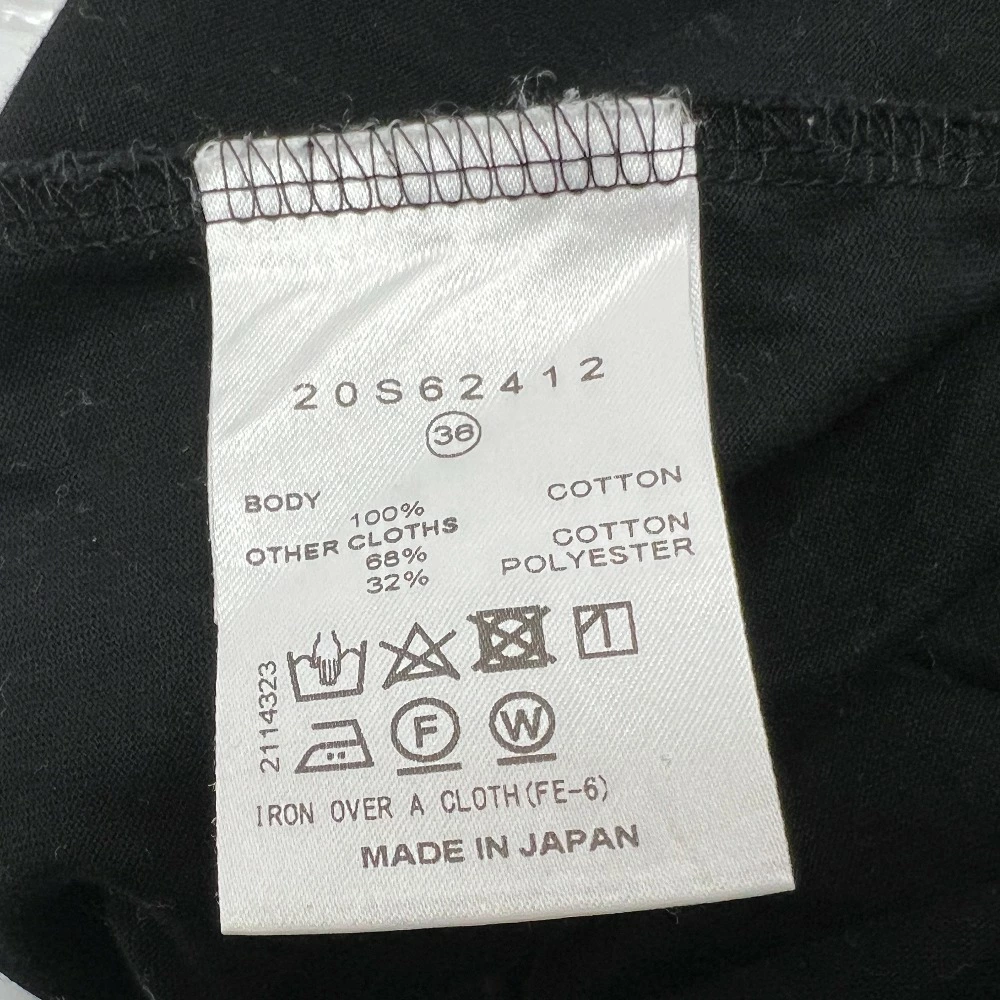 20S62412
36
BODY
100% COTTON
OTHER CLOTHS
68% COTTON
32% POLYESTER
2114323
F W
IRON OVER A CLOTH(FE-6)
MADE IN JAPAN